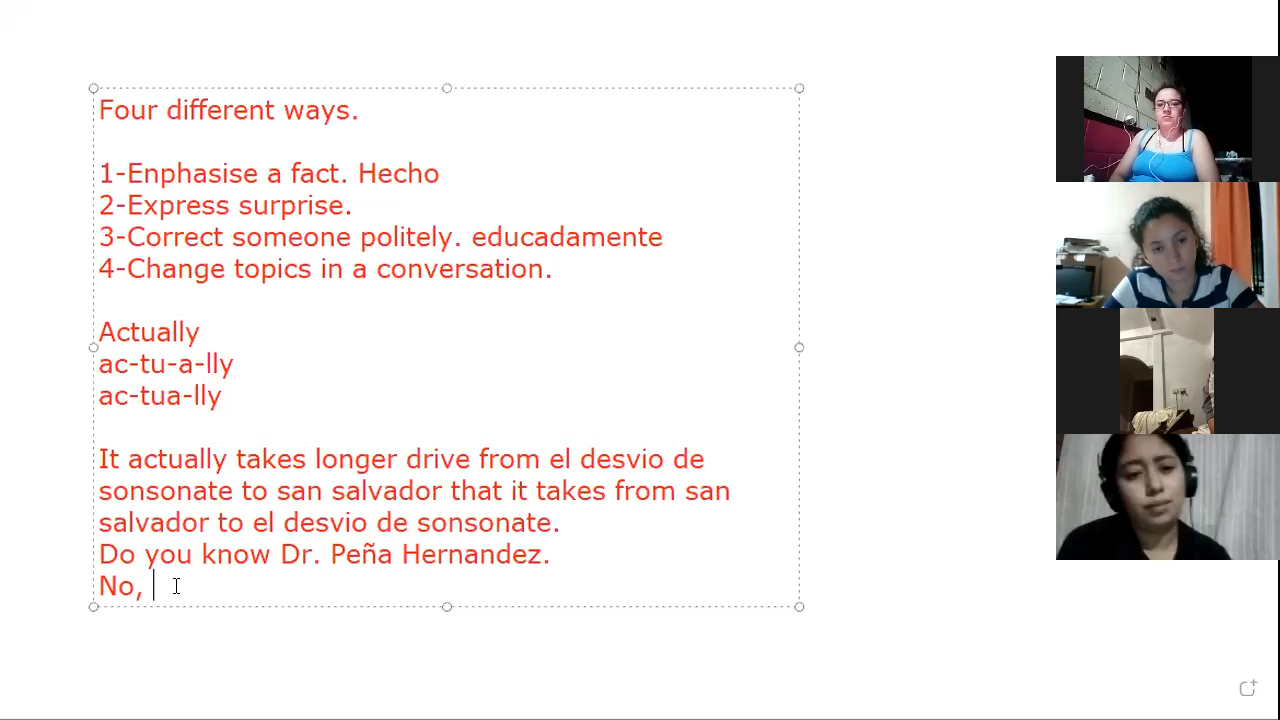 Four different ways.
1-Enphasise a fact. Hecho
2-Express surprise.
3-Correct someone politely. educadamente
4-Change topics in a conversation.
Actually
ac-tu-a-lly
ac-tua-lly
It actually takes longer drive from el desvio de
sonsonate to san salvador that it takes from san
salvador to el desvio de sonsonate.
Do you know Dr. Peña Hernandez.
No,